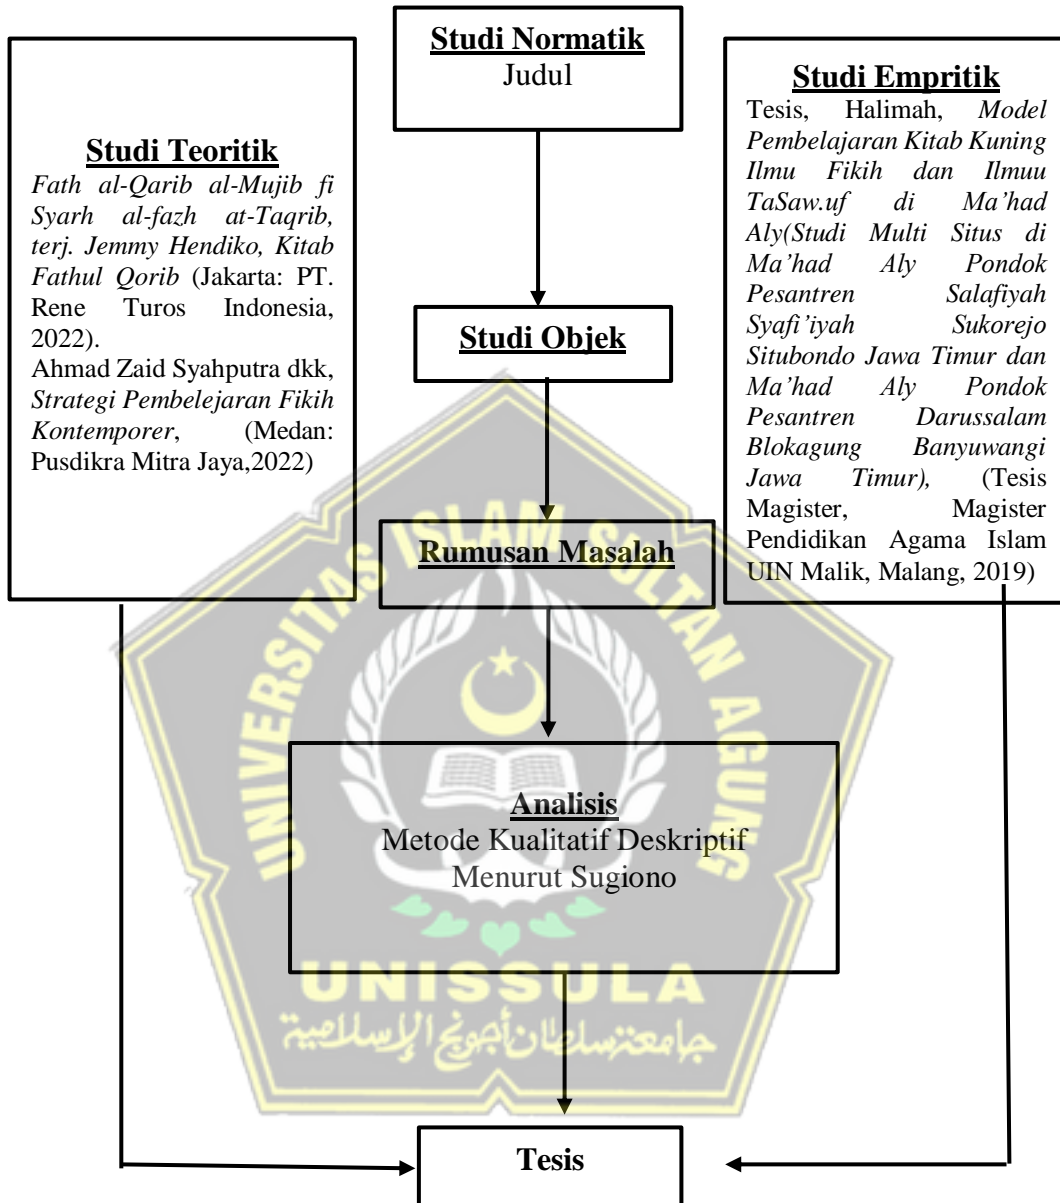 Studi Normatik
Judul
Studi Teoritik
Fath al-Qarib al-Mujib fi
Syarh al-fazh at-Taqrib,
terj. Jemmy Hendiko, Kitab
Fathul Qorib (Jakarta: PT.
Rene Turos Indonesia,
2022).
Ahmad Zaid Syahputra dkk,
Strategi Pembelejaran Fikih
Kontemporer, (Medan:
Pusdikra Mitra Jaya,2022)
Studi Empritik
Tesis, Halimah, Model
Pembelajaran Kitab Kuning
Ilmu Fikih dan Ilmuu
TaSaw.uf di Ma’had
Aly(Studi Multi Situs di
Ma’had Aly Pondok
Pesantren Salafiyah
Syafi’iyah Sukorejo
Situbondo Jawa Timur dan
Ma’had Aly Pondok
Pesantren Darussalam
Blokagung Banyuwangi
Jawa Timur), (Tesis
Magister, Magister
Pendidikan Agama Islam
UIN Malik, Malang, 2019)
Studi Objek
Rumusan Masalah
Analisis
Metode Kualitatif Deskriptif
Menurut Sugiono
Tesis
UNIVERSITAS ISLAM SULTAN AGUNG
UNISSULA
جامعة سلطان أجونج الإسلامية